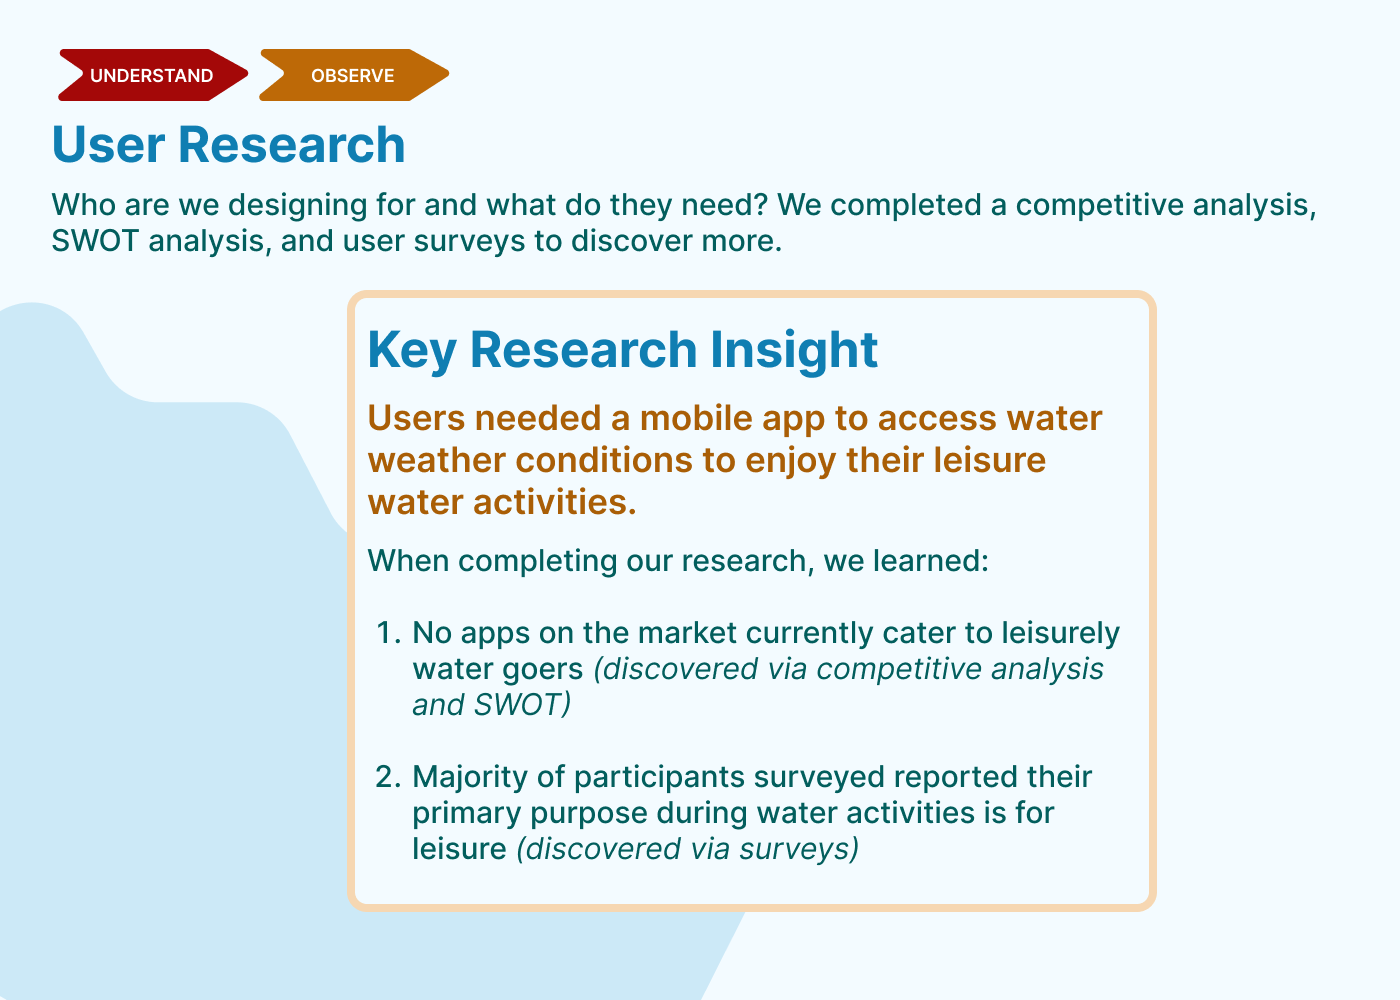 UNDERSTAND
OBSERVE
User Research
Who are we designing for and what do they need? We completed a competitive analysis,
SWOT analysis, and user surveys to discover more.
Key Research Insight
Users needed a mobile app to access water
weather conditions to enjoy their leisure
water activities.
When completing our research, we learned:
1. No apps on the market currently cater to leisurely
water goers (discovered via competitive analysis
and SWOT)
2. Majority of participants surveyed reported their
primary purpose during water activities is for
leisure (discovered via surveys)